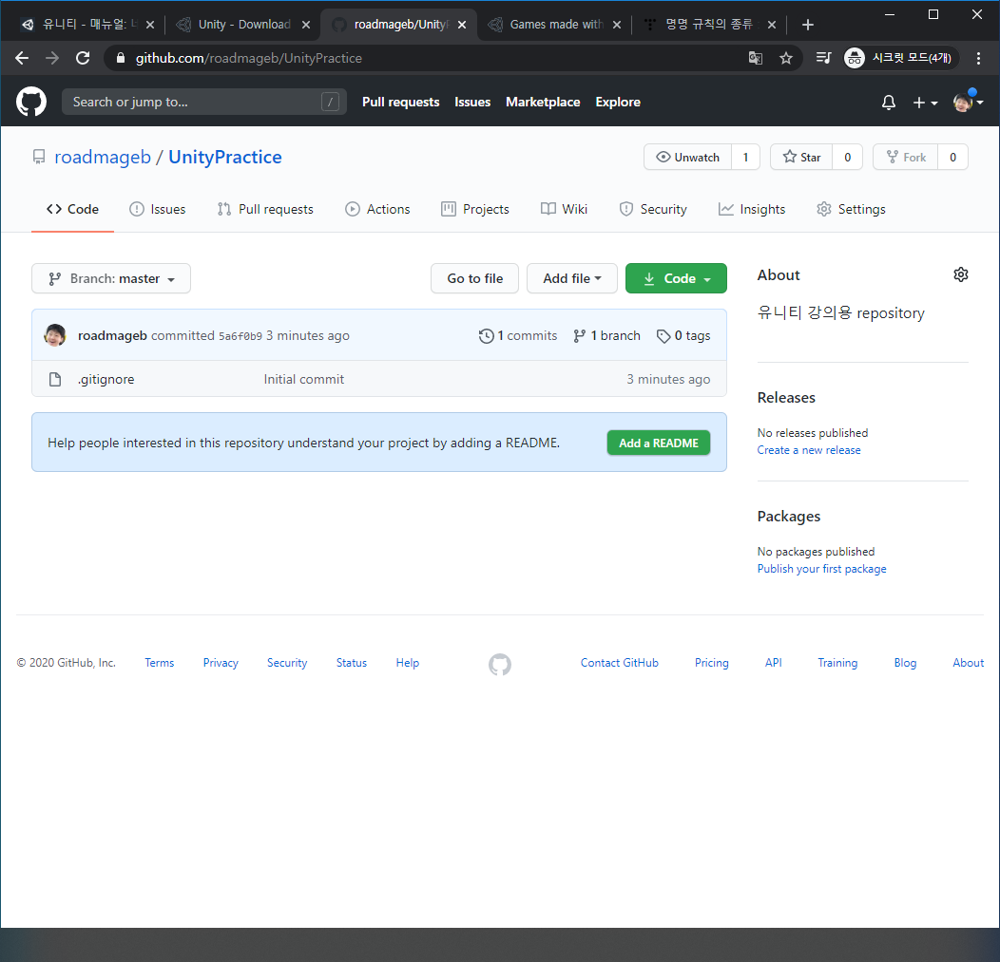 유니티 - 매뉴얼: 나
Unity - Download
roadmageb/Unity
Games made with
명명 규칙의 종류
github.com/roadmageb/UnityPractice
시크릿 모드(4개)
Search or jump to...
/
Pull requests Issues Marketplace Explore
roadmageb / UnityPractice
Unwatch 1 Star 0 Fork 0
Code Issues Pull requests Actions Projects Wiki Security Insights Settings
Branch: master
Go to file Add file Code
roadmageb committed 5a6f0b9 3 minutes ago
1 commits 1 branch 0 tags
.gitignore Initial commit 3 minutes ago
Help people interested in this repository understand your project by adding a README.
Add a README
About
유니티 강의용 repository
Releases
No releases published
Create a new release
Packages
No packages published
Publish your first package
© 2020 GitHub, Inc. Terms Privacy Security Status Help Contact GitHub Pricing API Training Blog About